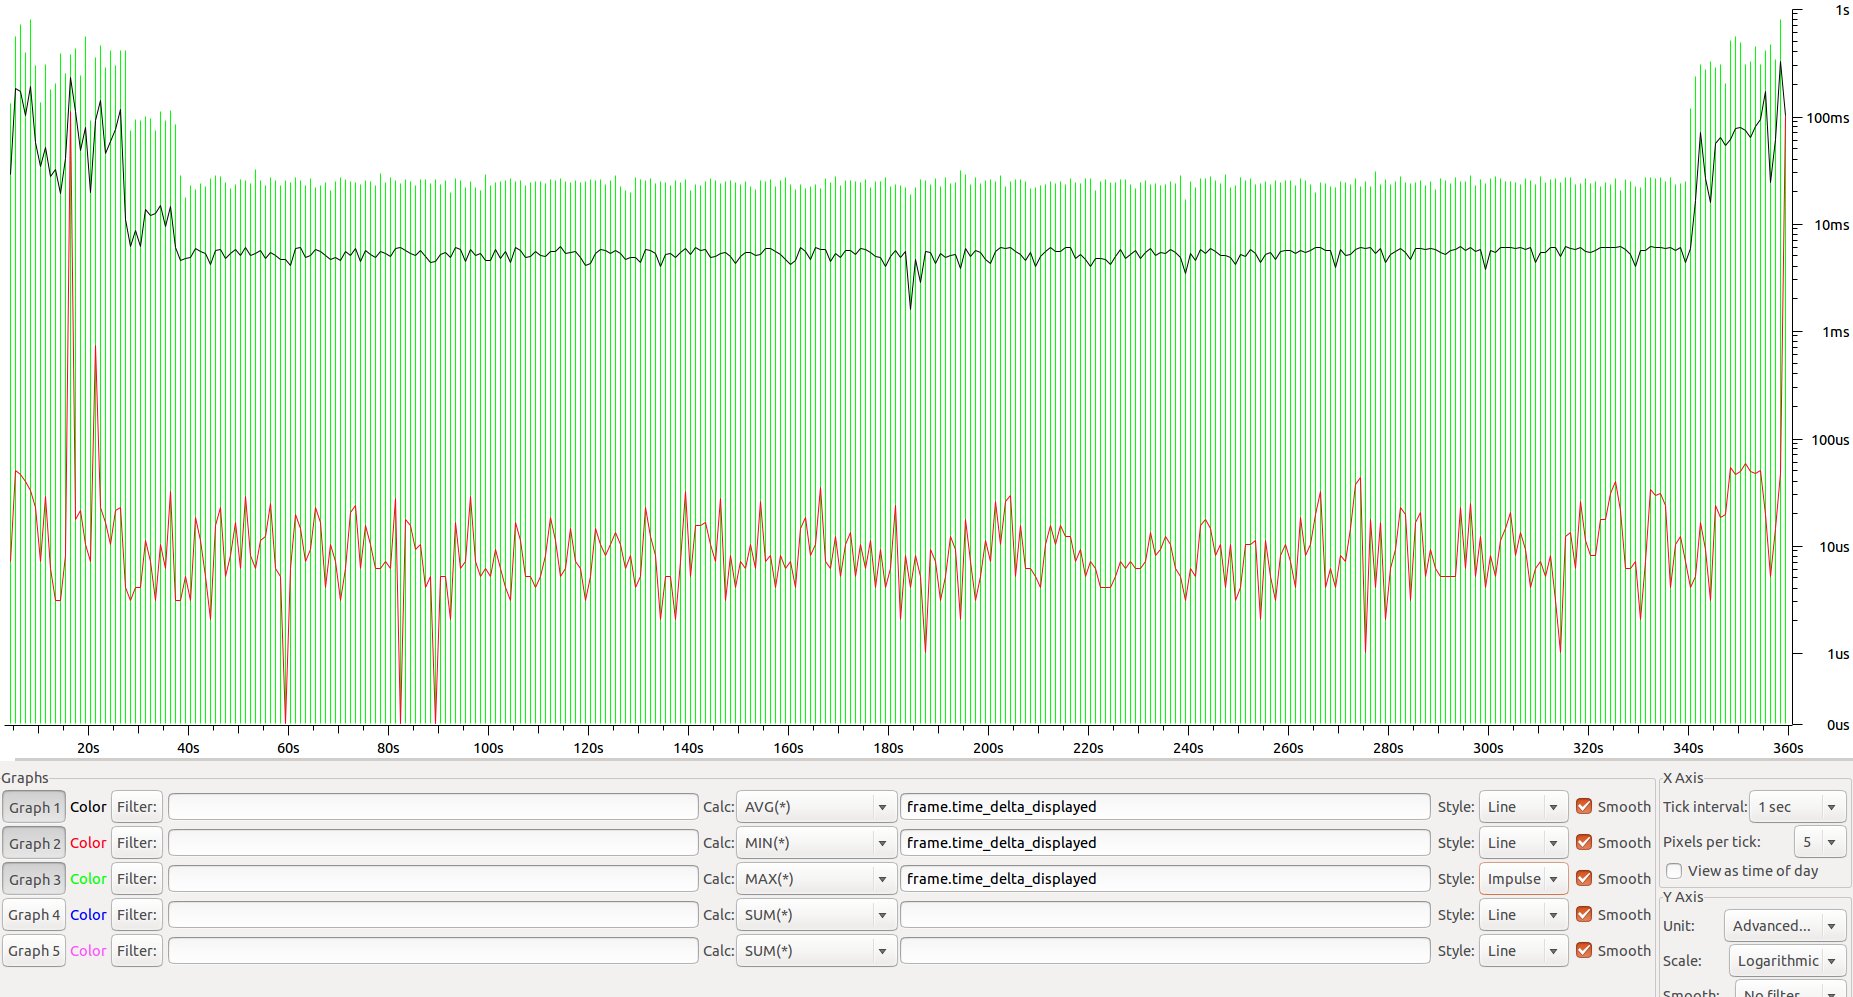 1s
100ms
10ms
1ms
100us
10us
1us
0us
20s 40s 60s 80s 100s 120s 140s 160s 180s 200s 220s 240s 260s 280s 300s 320s 340s 360s
Graphs
Graph 1 Color Filter: Calc: AVG(*) frame.time_delta_displayed Style: Line Smooth
Graph 2 Color Filter: Calc: MIN(*) frame.time_delta_displayed Style: Line Smooth
Graph 3 Color Filter: Calc: MAX(*) frame.time_delta_displayed Style: Impulse Smooth
Graph 4 Color Filter: Calc: SUM(*) Style: Line Smooth
Graph 5 Color Filter: Calc: SUM(*) Style: Line Smooth
X Axis
Tick interval: 1 sec
Pixels per tick: 5
View as time of day
Y Axis
Unit: Advanced...
Scale: Logarithmic
Smooth: No filter